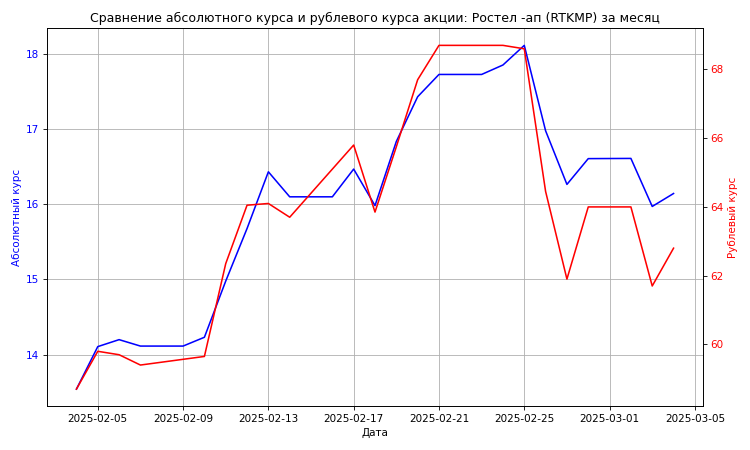 Сравнение абсолютного курса и рублевого курса акции: Ростел -ап (RTKMP) за месяц
Абсолютный курс
18
17
16
15
14
68
66
64
62
60
Рублевый курс
2025-02-05 2025-02-09 2025-02-13 2025-02-17 2025-02-21 2025-02-25 2025-03-01 2025-03-05
Дата